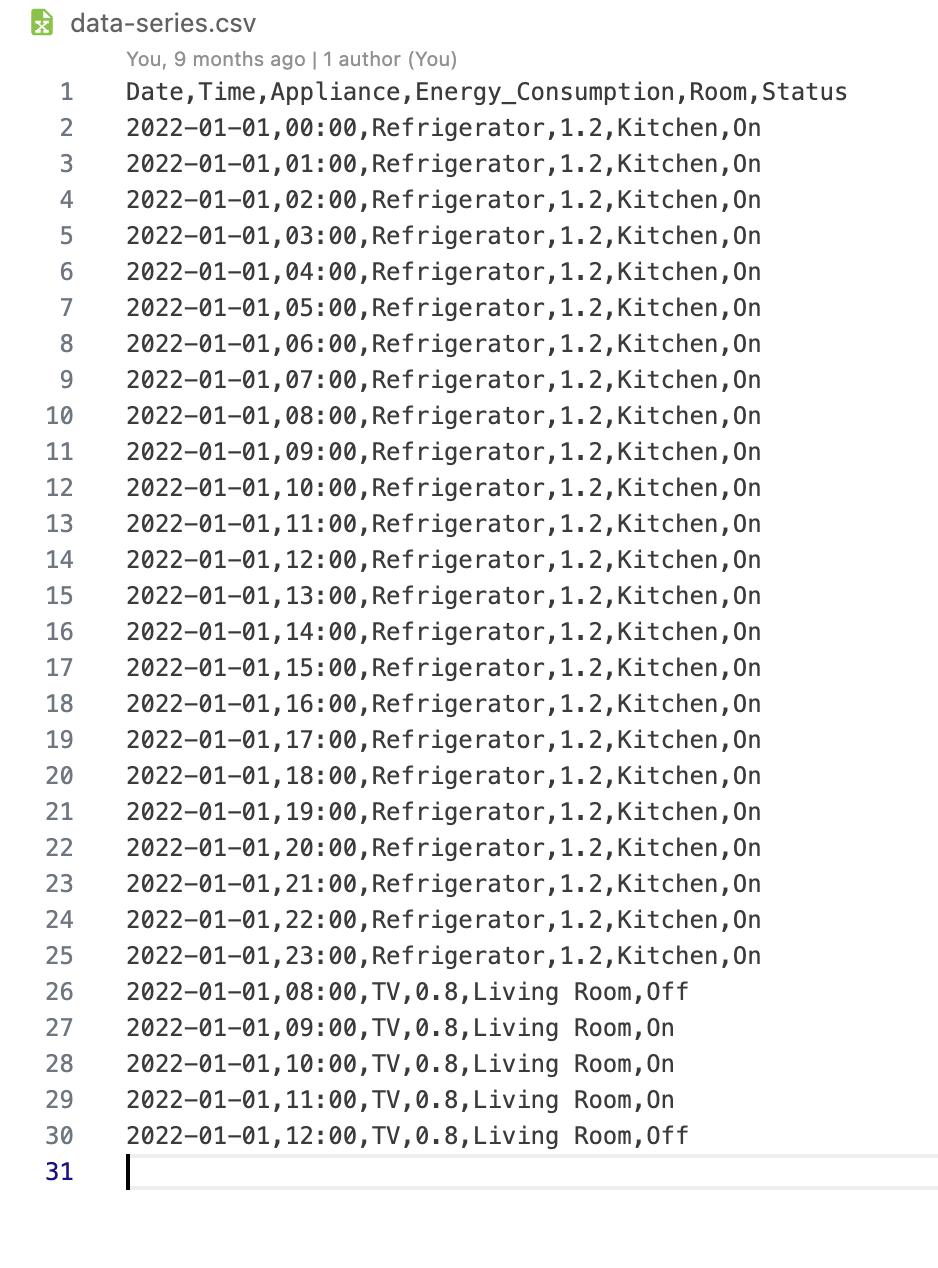 data-series.csv
You, 9 months ago | 1 author (You)
1 Date,Time,Appliance,Energy_Consumption,Room,Status
2 2022-01-01,00:00,Refrigerator,1.2,Kitchen,On
3 2022-01-01,01:00,Refrigerator,1.2,Kitchen,On
4 2022-01-01,02:00,Refrigerator,1.2,Kitchen,On
5 2022-01-01,03:00,Refrigerator,1.2,Kitchen,On
6 2022-01-01,04:00,Refrigerator,1.2,Kitchen,On
7 2022-01-01,05:00,Refrigerator,1.2,Kitchen,On
8 2022-01-01,06:00,Refrigerator,1.2,Kitchen,On
9 2022-01-01,07:00,Refrigerator,1.2,Kitchen,On
10 2022-01-01,08:00,Refrigerator,1.2,Kitchen,On
11 2022-01-01,09:00,Refrigerator,1.2,Kitchen,On
12 2022-01-01,10:00,Refrigerator,1.2,Kitchen,On
13 2022-01-01,11:00,Refrigerator,1.2,Kitchen,On
14 2022-01-01,12:00,Refrigerator,1.2,Kitchen,On
15 2022-01-01,13:00,Refrigerator,1.2,Kitchen,On
16 2022-01-01,14:00,Refrigerator,1.2,Kitchen,On
17 2022-01-01,15:00,Refrigerator,1.2,Kitchen,On
18 2022-01-01,16:00,Refrigerator,1.2,Kitchen,On
19 2022-01-01,17:00,Refrigerator,1.2,Kitchen,On
20 2022-01-01,18:00,Refrigerator,1.2,Kitchen,On
21 2022-01-01,19:00,Refrigerator,1.2,Kitchen,On
22 2022-01-01,20:00,Refrigerator,1.2,Kitchen,On
23 2022-01-01,21:00,Refrigerator,1.2,Kitchen,On
24 2022-01-01,22:00,Refrigerator,1.2,Kitchen,On
25 2022-01-01,23:00,Refrigerator,1.2,Kitchen,On
26 2022-01-01,08:00,TV,0.8,Living Room,Off
27 2022-01-01,09:00,TV,0.8,Living Room,On
28 2022-01-01,10:00,TV,0.8,Living Room,On
29 2022-01-01,11:00,TV,0.8,Living Room,On
30 2022-01-01,12:00,TV,0.8,Living Room,Off
31